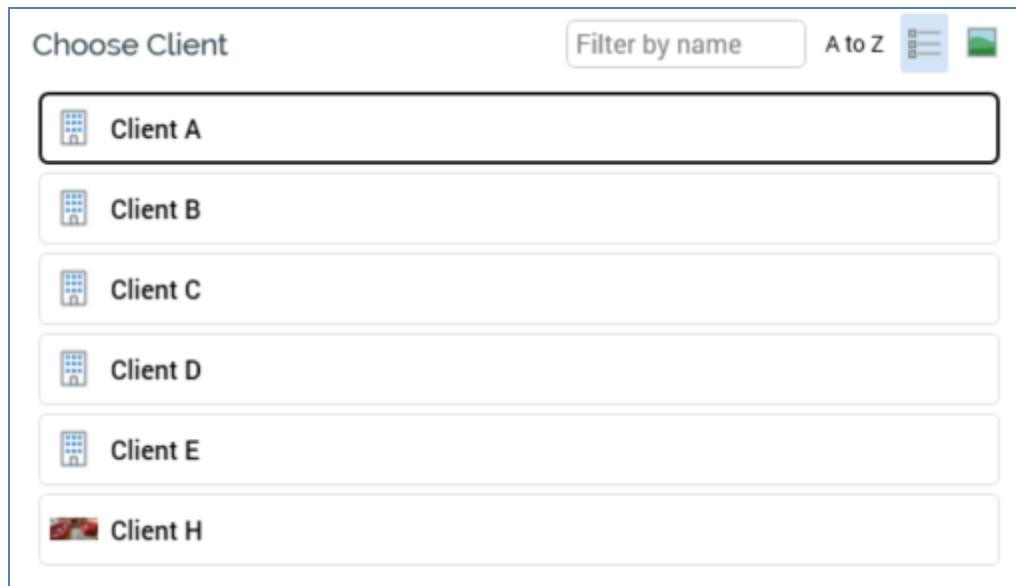 Choose Client
Filter by name
A to Z
Client A
Client B
Client C
Client D
Client E
Client H